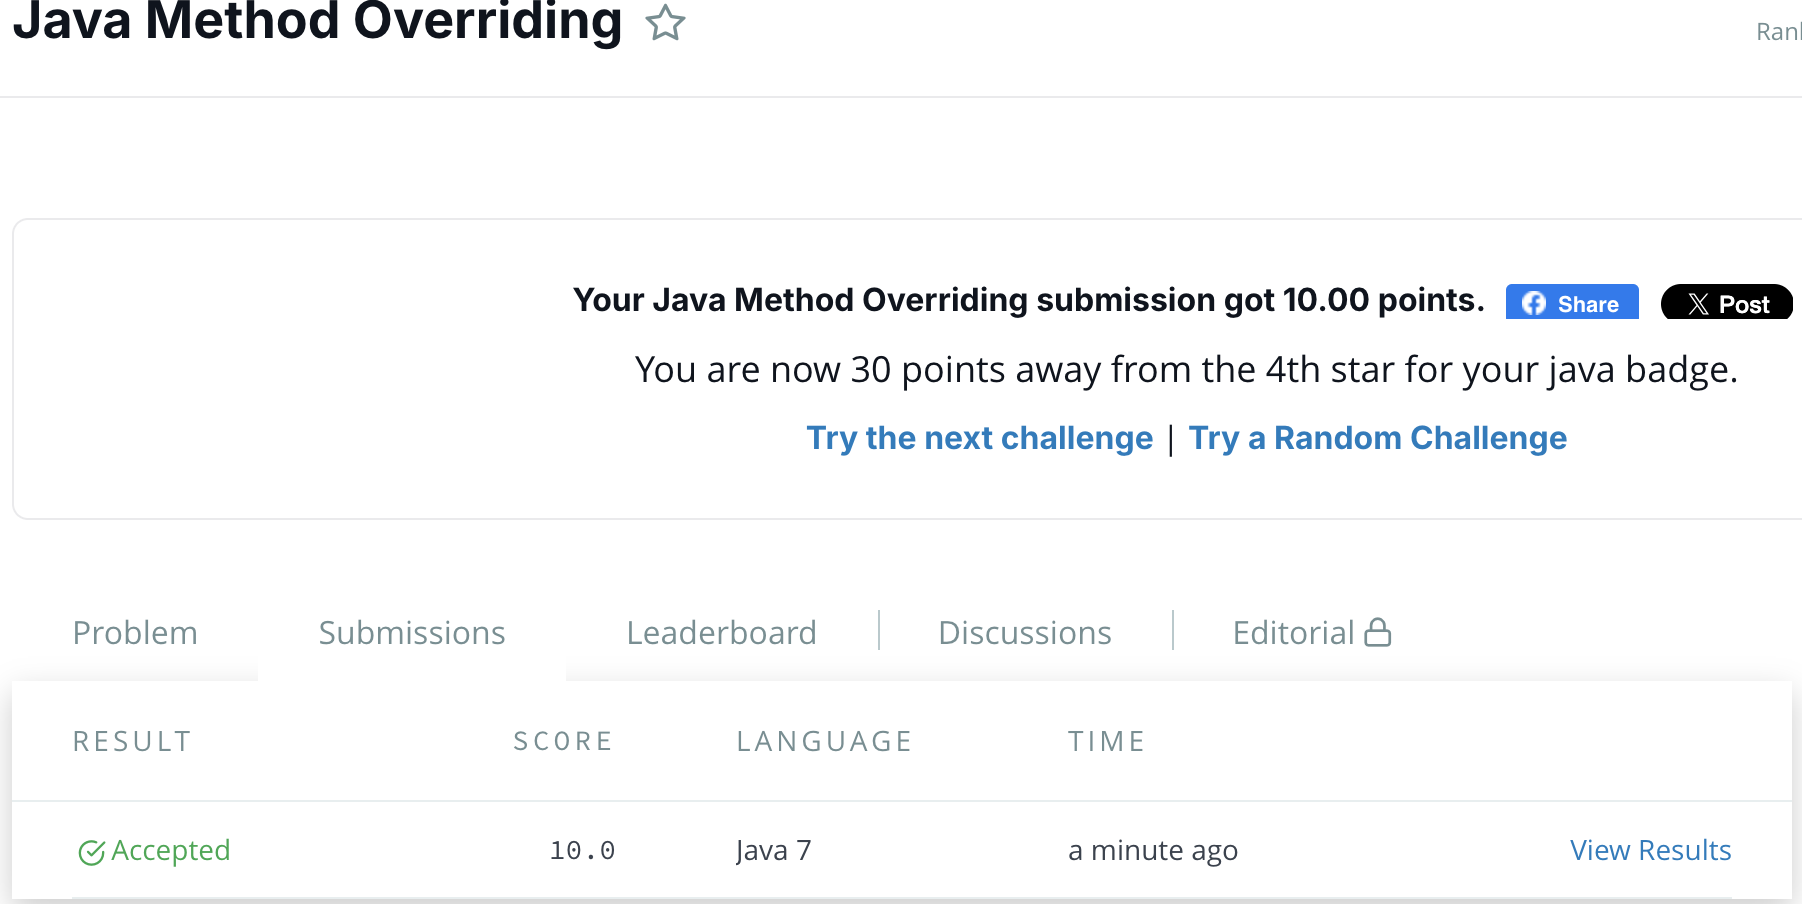 Java Method Overriding
Your Java Method Overriding submission got 10.00 points. Share Post
You are now 30 points away from the 4th star for your java badge.
Try the next challenge | Try a Random Challenge
Problem Submissions Leaderboard Discussions Editorial
RESULT SCORE LANGUAGE TIME
Accepted 10.0 Java 7 a minute ago View Results